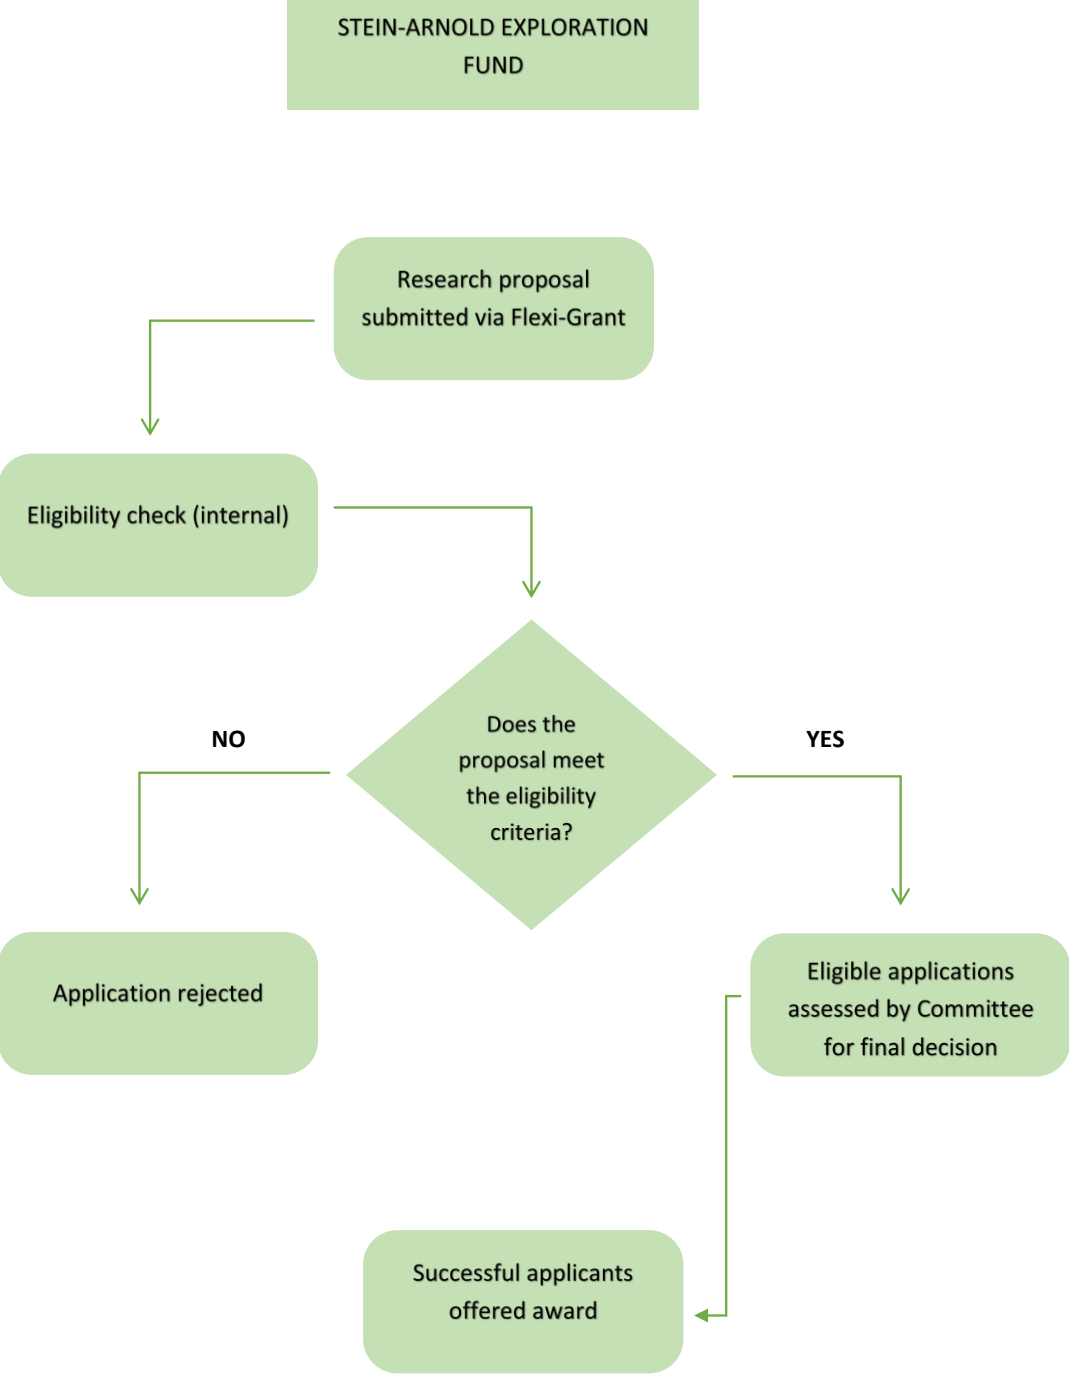 STEIN-ARNOLD EXPLORATION
FUND
Research proposal
submitted via Flexi-Grant
Eligibility check (internal)
Does the
proposal meet
the eligibility
criteria?
NO
YES
Application rejected
Eligible applications
assessed by Committee
for final decision
Successful applicants
offered award